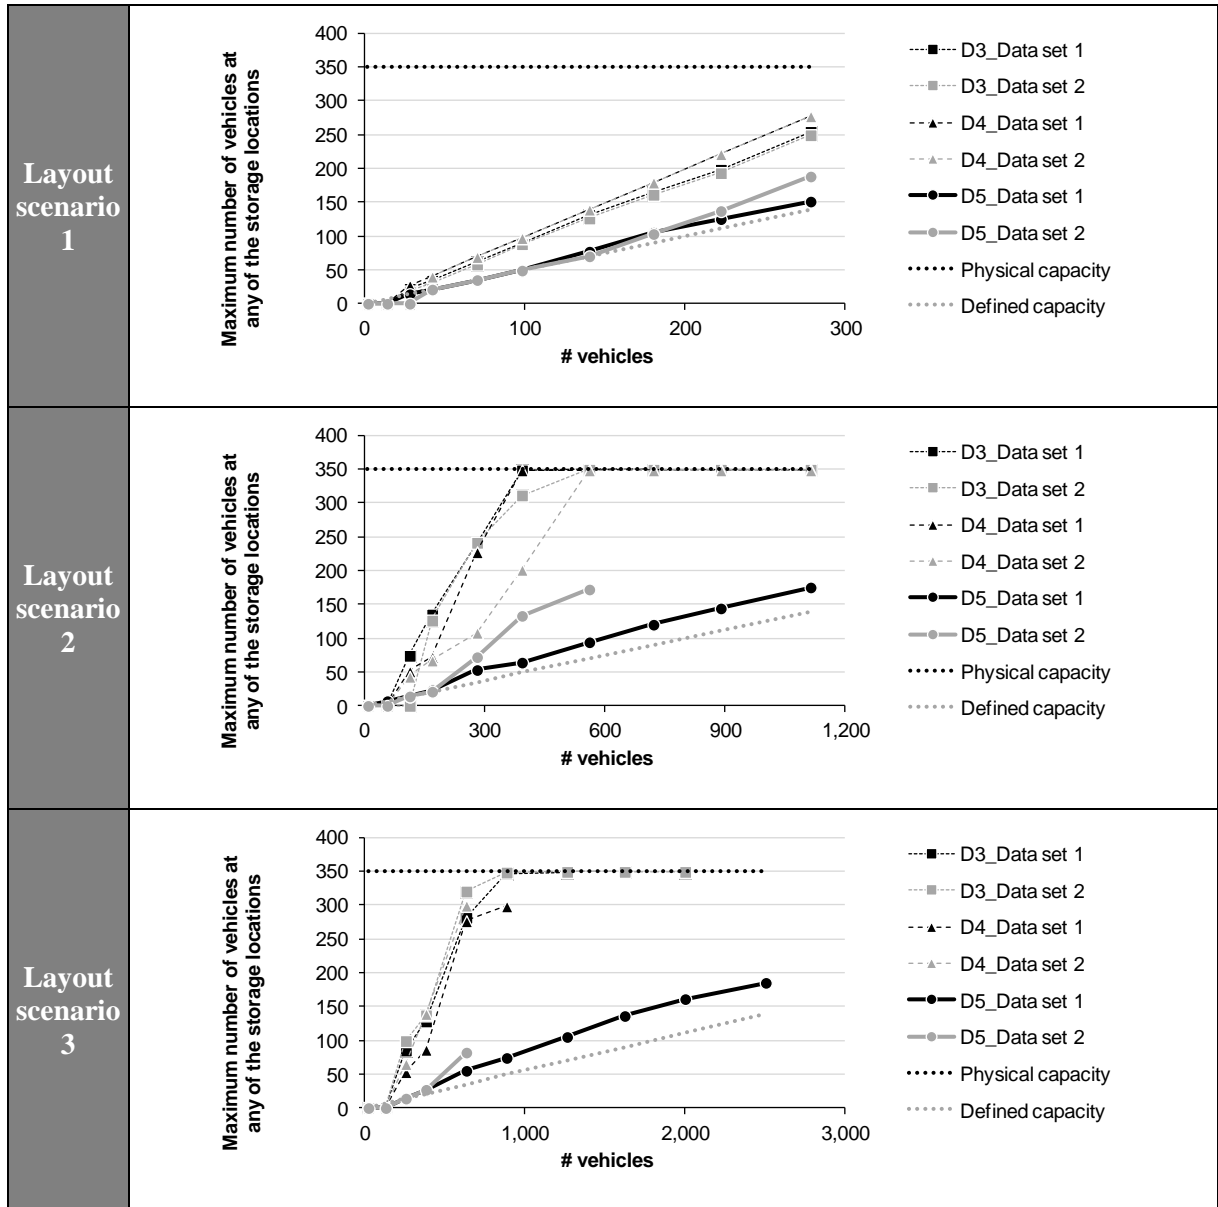 Layout
scenario
1
Maximum number of vehicles at
any of the storage locations
400
350
300
250
200
150
100
50
0
0
100
200
300
# vehicles
D3_Data set 1
D3_Data set 2
D4_Data set 1
D4_Data set 2
D5_Data set 1
D5_Data set 2
Physical capacity
Defined capacity
Layout
scenario
2
Maximum number of vehicles at
any of the storage locations
400
350
300
250
200
150
100
50
0
0
300
600
900
1,200
# vehicles
D3_Data set 1
D3_Data set 2
D4_Data set 1
D4_Data set 2
D5_Data set 1
D5_Data set 2
Physical capacity
Defined capacity
Layout
scenario
3
Maximum number of vehicles at
any of the storage locations
400
350
300
250
200
150
100
50
0
0
1,000
2,000
3,000
# vehicles
D3_Data set 1
D3_Data set 2
D4_Data set 1
D4_Data set 2
D5_Data set 1
D5_Data set 2
Physical capacity
Defined capacity